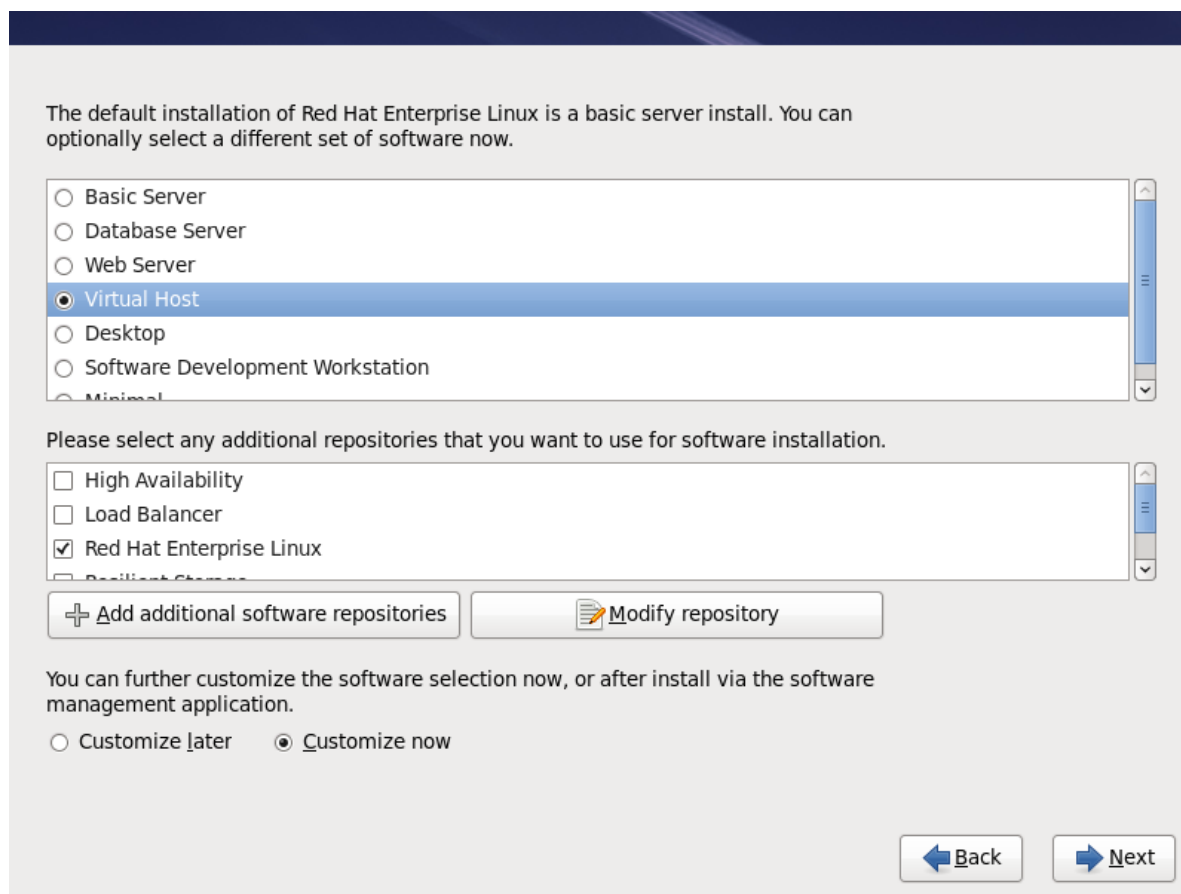 The default installation of Red Hat Enterprise Linux is a basic server install. You can
optionally select a different set of software now.
Basic Server
Database Server
Web Server
Virtual Host
Desktop
Software Development Workstation
Minimal
Please select any additional repositories that you want to use for software installation.
High Availability
Load Balancer
Red Hat Enterprise Linux
Resilient Storage
Add additional software repositories
Modify repository
You can further customize the software selection now, or after install via the software
management application.
Customize later
Customize now
Back
Next